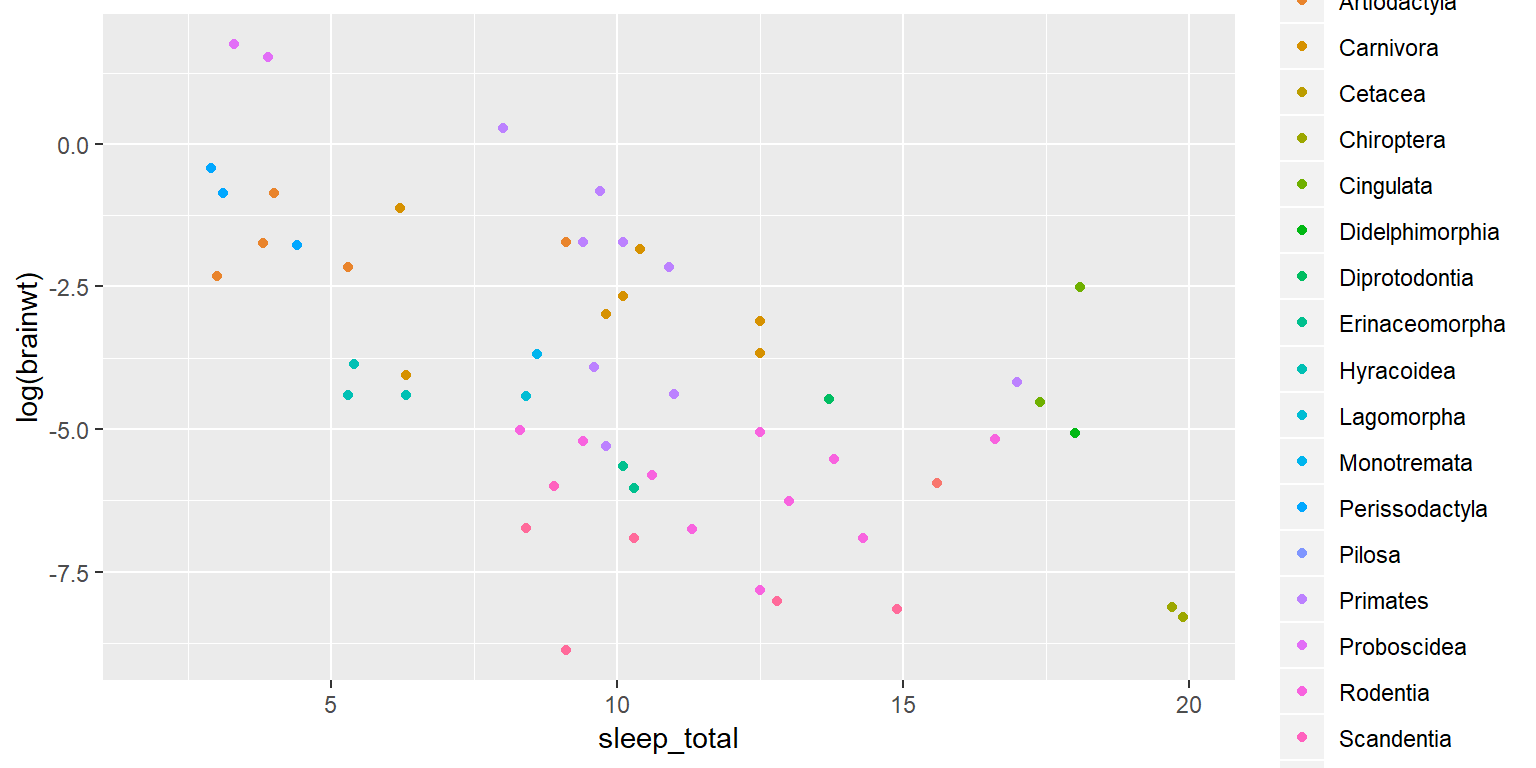 Artiodactyla
Carnivora
Cetacea
Chiroptera
Cingulata
Didelphimorphia
Diprotodontia
Erinaceomorpha
Hyracoidea
Lagomorpha
Monotremata
Perissodactyla
Pilosa
Primates
Proboscidea
Rodentia
Scandentia
log(brainwt)
0.0
-2.5
-5.0
-7.5
5 10 15 20
sleep_total